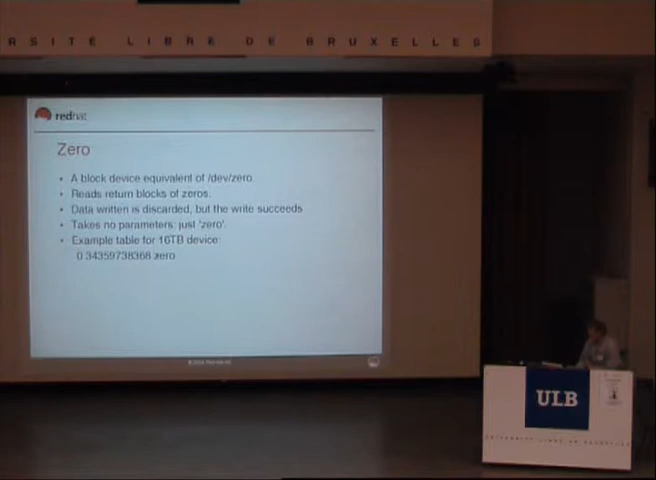 RSITÉ LIBRE DE BRUXELLES
redhat
Zero
• A block device equivalent of /dev/zero
• Reads return blocks of zeros.
• Data written is discarded, but the write succeeds
• Takes no parameters: just 'zero'.
• Example table for 16TB device:
0 34359738368 zero
ULB